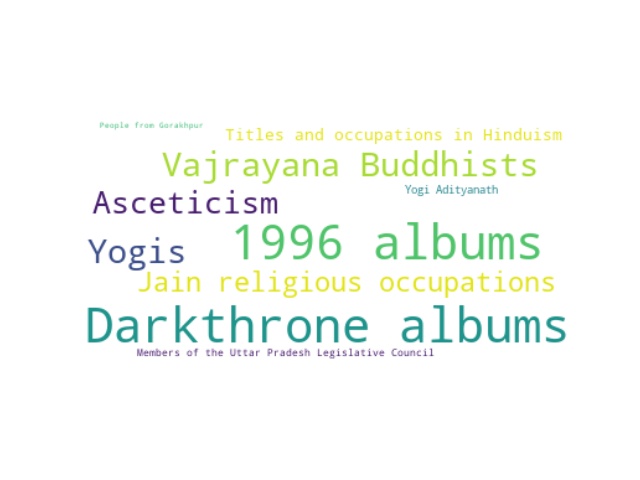 People from Gorakhpur
Titles and occupations in Hinduism
Vajrayana Buddhists
Yogi Adityanath
Asceticism
1996 albums
Yogis
Jain religious occupations
Darkthrone albums
Members of the Uttar Pradesh Legislative Council